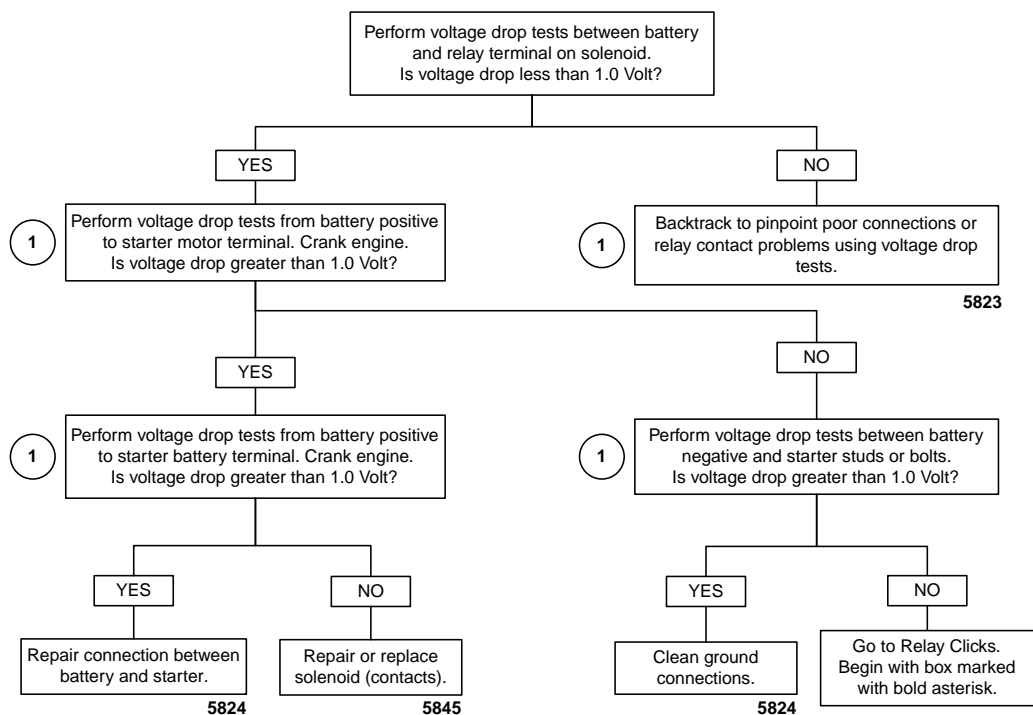 Perform voltage drop tests between battery
and relay terminal on solenoid.
Is voltage drop less than 1.0 Volt?
YES
NO
1
Perform voltage drop tests from battery positive
to starter motor terminal. Crank engine.
Is voltage drop greater than 1.0 Volt?
1
Backtrack to pinpoint poor connections or
relay contact problems using voltage drop
tests.
5823
YES
NO
1
Perform voltage drop tests from battery positive
to starter battery terminal. Crank engine.
Is voltage drop greater than 1.0 Volt?
1
Perform voltage drop tests between battery
negative and starter studs or bolts.
Is voltage drop greater than 1.0 Volt?
YES
NO
YES
NO
Repair connection between
battery and starter.
5824
Repair or replace
solenoid (contacts).
5845
Clean ground
connections.
5824
Go to Relay Clicks.
Begin with box marked
with bold asterisk.